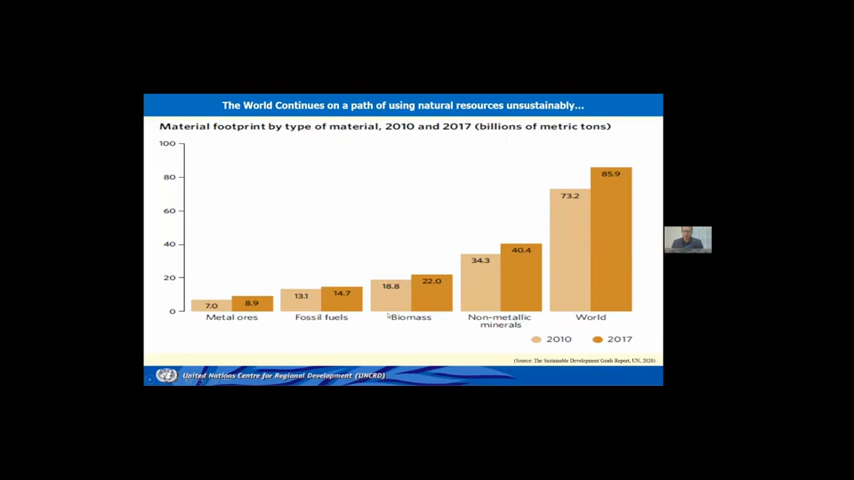 The World Continues on a path of using natural resources unsustainably…
Material footprint by type of material, 2010 and 2017 (billions of metric tons)
100
80
60
40
20
0
7.0
8.9
13.1
14.7
18.8
22.0
34.3
40.4
73.2
85.9
Metal ores
Fossil fuels
Biomass
Non-metallic
minerals
World
2010
2017
(Source: The Sustainable Development Goals Report, UN, 2020)
United Nations Centre for Regional Development (UNCRD)